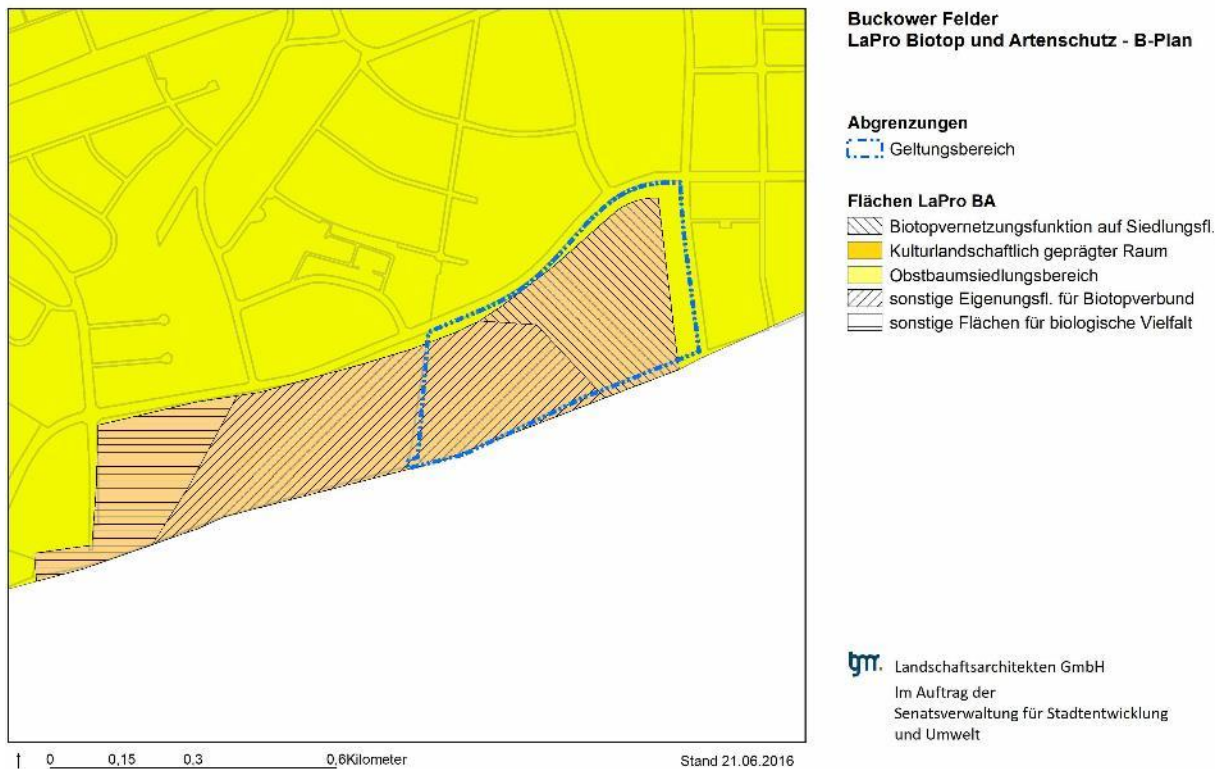 Buckower Felder
LaPro Biotop und Artenschutz - B-Plan
Abgrenzungen
Geltungsbereich
Flächen LaPro BA
Biotopvernetzungsfunktion auf Siedlungsfl.
Kulturlandschaftlich geprägter Raum
Obstbaumsiedlungsbereich
sonstige Eigenungsfl. für Biotopverbund
sonstige Flächen für biologische Vielfalt
gmr. Landschaftsarchitekten GmbH
Im Auftrag der
Senatsverwaltung für Stadtentwicklung
und Umwelt
0 0,15 0.3 0,6Kilometer
Stand 21.06.2016